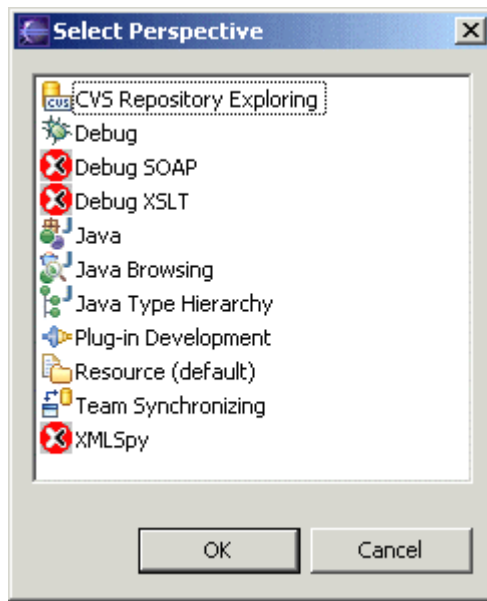 Select Perspective
CVS CVS Repository Exploring
Debug
Debug SOAP
Debug XSLT
Java
Java Browsing
Java Type Hierarchy
Plug-in Development
Resource (default)
Team Synchronizing
XMLSpy
OK Cancel